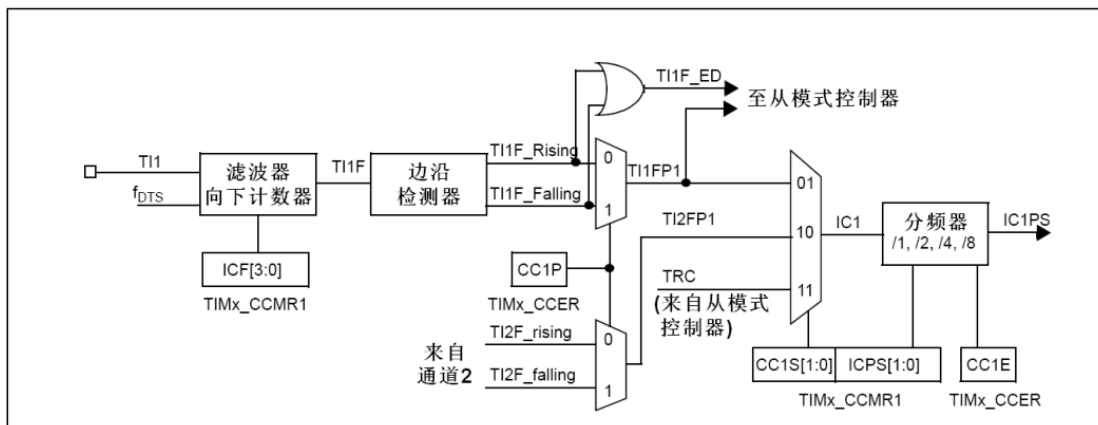 TI1F_ED
至从模式控制器
TI1F_Rising
0
TI1
滤波器
向下计数器
TI1F
边沿
检测器
TI1FP1
01
fDTS
TI1F_Falling
1
TI2FP1
10
IC1
分频器
/1, /2, /4, /8
IC1PS
ICF[3:0]
TIMx_CCMR1
CC1P
TIMx_CCER
TRC
11
(来自从模式
控制器)
TI2F_rising
0
来自
通道2
TI2F_falling
1
CC1S[1:0]
ICPS[1:0]
CC1E
TIMx_CCMR1
TIMx_CCER